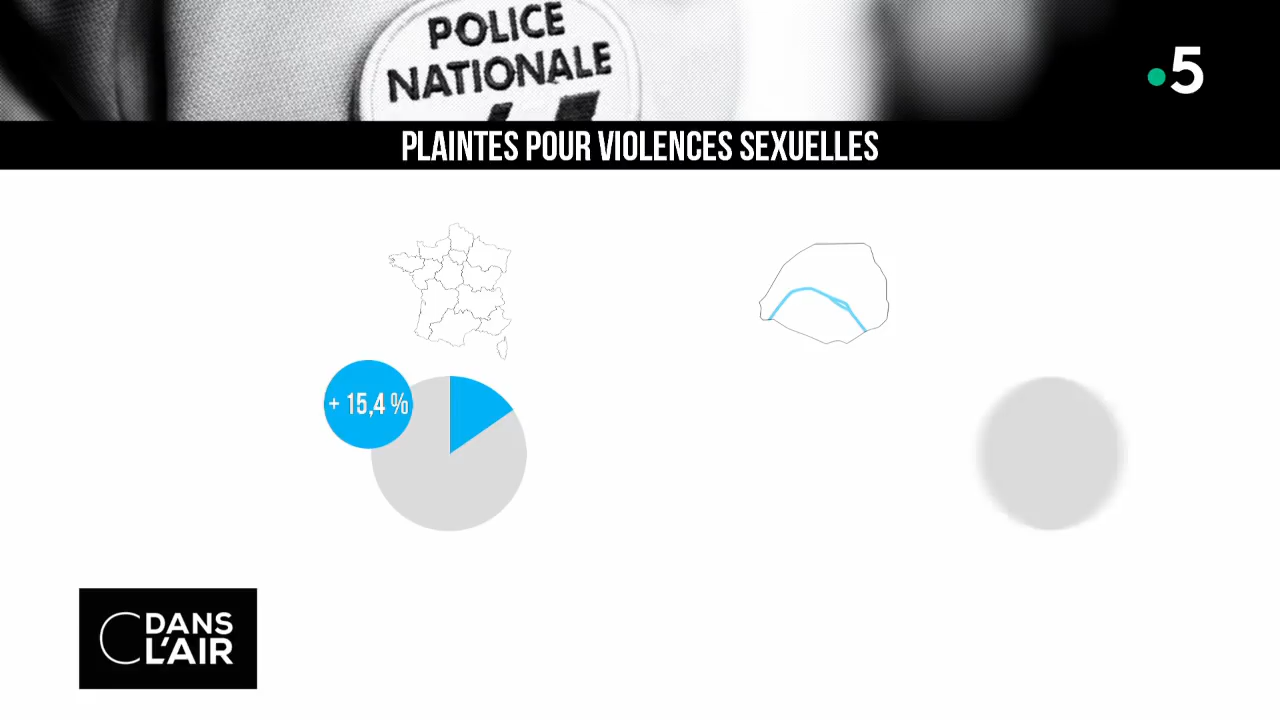 POLICE
NATIONALE
5
PLAINTES POUR VIOLENCES SEXUELLES
+ 15,4 %
C DANS
L'AIR